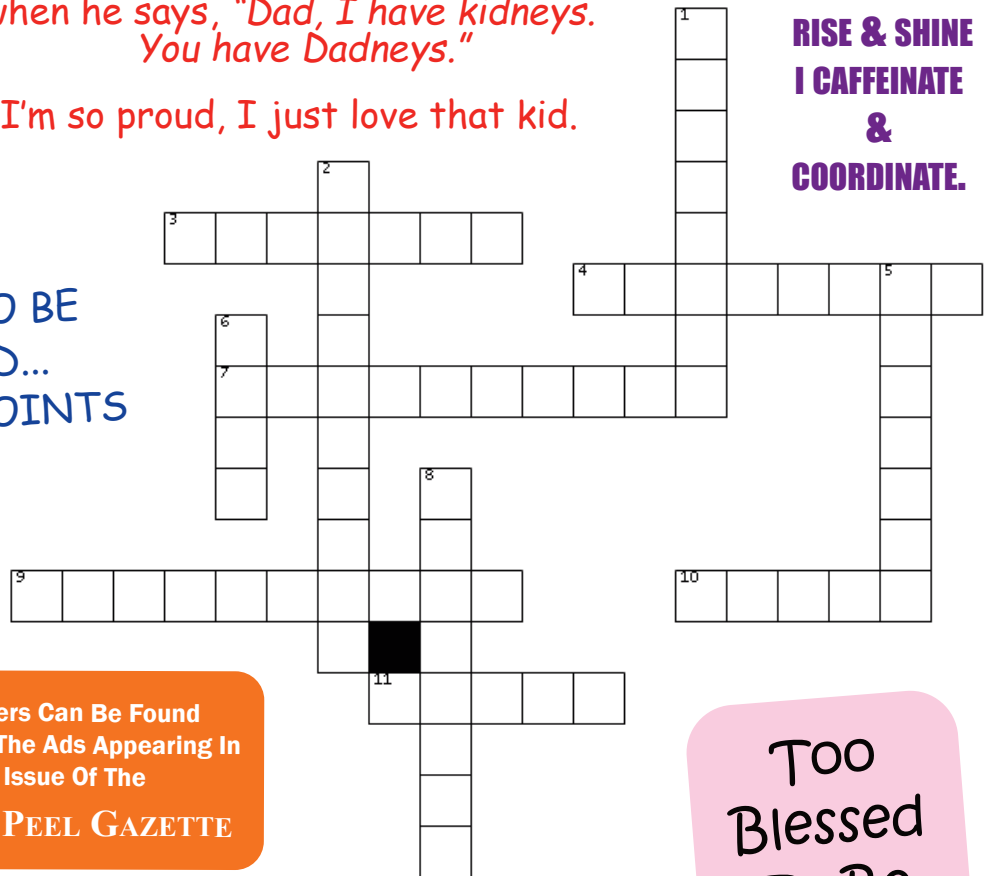 when he says, “Dad, I have kidneys.
You have Dadneys.”
I’m so proud, I just love that kid.
RISE & SHINE
I CAFFEINATE
&
COORDINATE.
1
2
3
4
5
BE
...
6
7
8
9
10
11
Can Be Found
The Ads Appearing In
Issue Of The
PEEL GAZETTE
Too
Blessed